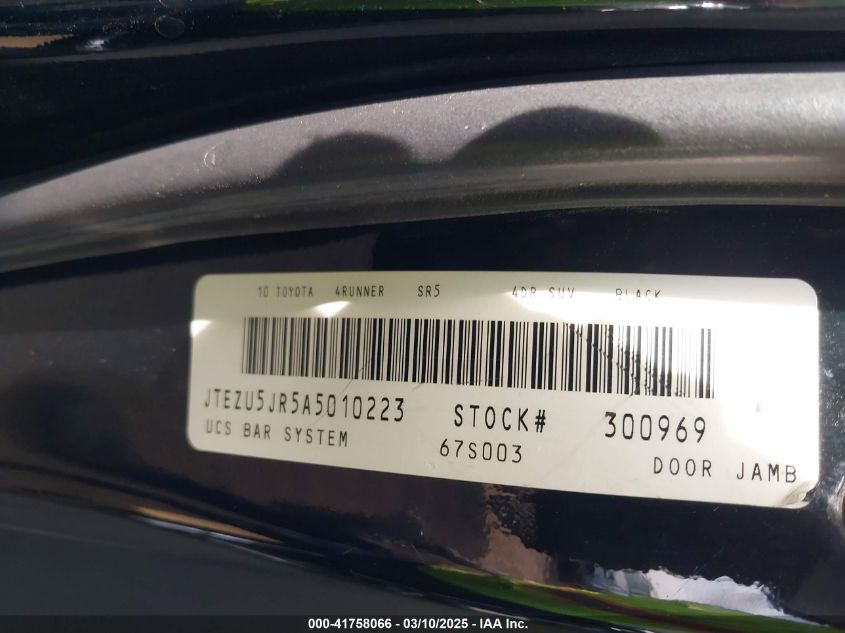 10 TOYOTA 4RUNNER SR5 4DR SUV BLACK
JTEZU5JR5A5010223 STOCK# 300969
UCS BAR SYSTEM 67S003 DOOR JAMB
000-41758066 - 03/10/2025 - IAA Inc.